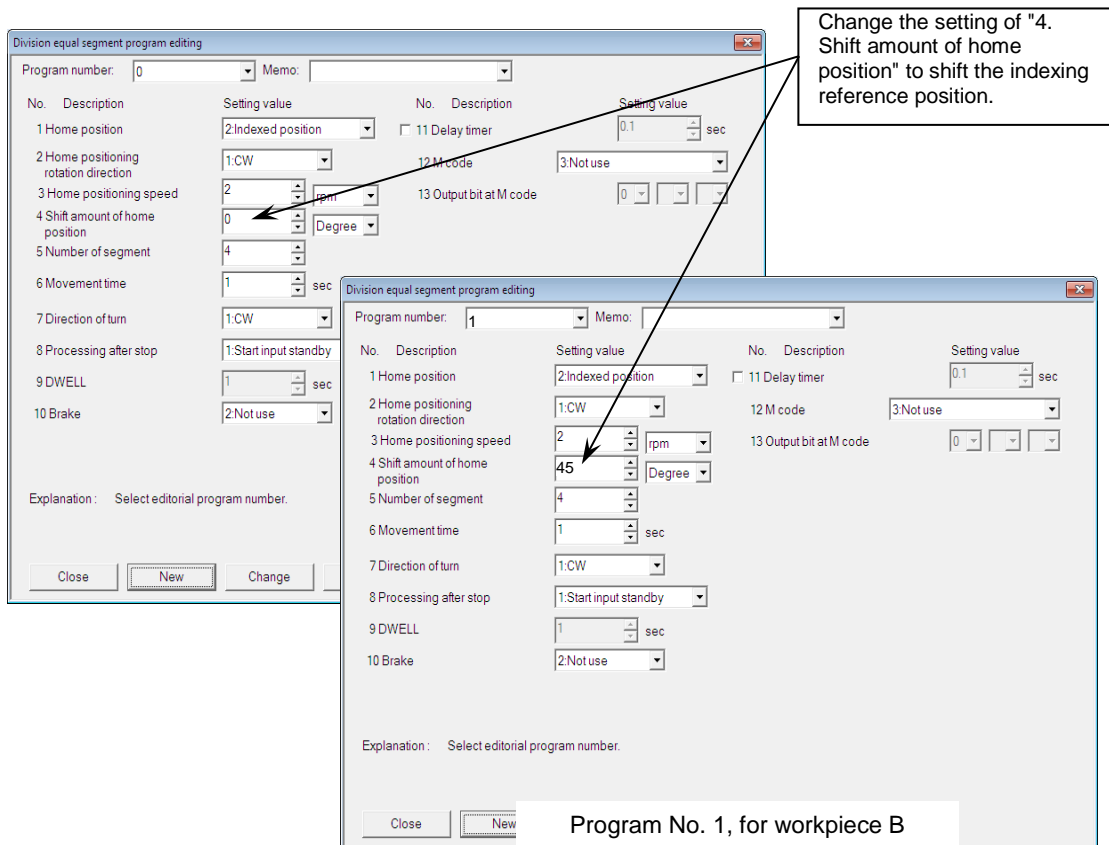 Change the setting of "4.
Shift amount of home
position" to shift the indexing
reference position.
Division equal segment program editing
Program number: 0 Memo:
No. Description Setting value No. Description Setting value
1 Home position 2:Indexed position 11 Delay timer 0.1 sec
2 Home positioning
rotation direction 1:CW 12 M code 3:Not use
3 Home positioning speed 2 rpm 13 Output bit at M code 0
4 Shift amount of home
position 0 Degree
5 Number of segment 4
6 Movement time 1 sec
7 Direction of turn 1:CW
8 Processing after stop 1:Start input standby
9 DWELL 1 sec
10 Brake 2:Not use
Explanation : Select editorial program number.
Close New Change
Division equal segment program editing
Program number: 1 Memo:
No. Description Setting value No. Description Setting value
1 Home position 2:Indexed position 11 Delay timer 0.1 sec
2 Home positioning
rotation direction 1:CW 12 M code 3:Not use
3 Home positioning speed 2 rpm 13 Output bit at M code 0
4 Shift amount of home
position 45 Degree
5 Number of segment 4
6 Movement time 1 sec
7 Direction of turn 1:CW
8 Processing after stop 1:Start input standby
9 DWELL 1 sec
10 Brake 2:Not use
Explanation : Select editorial program number.
Close New
Program No. 1, for workpiece B